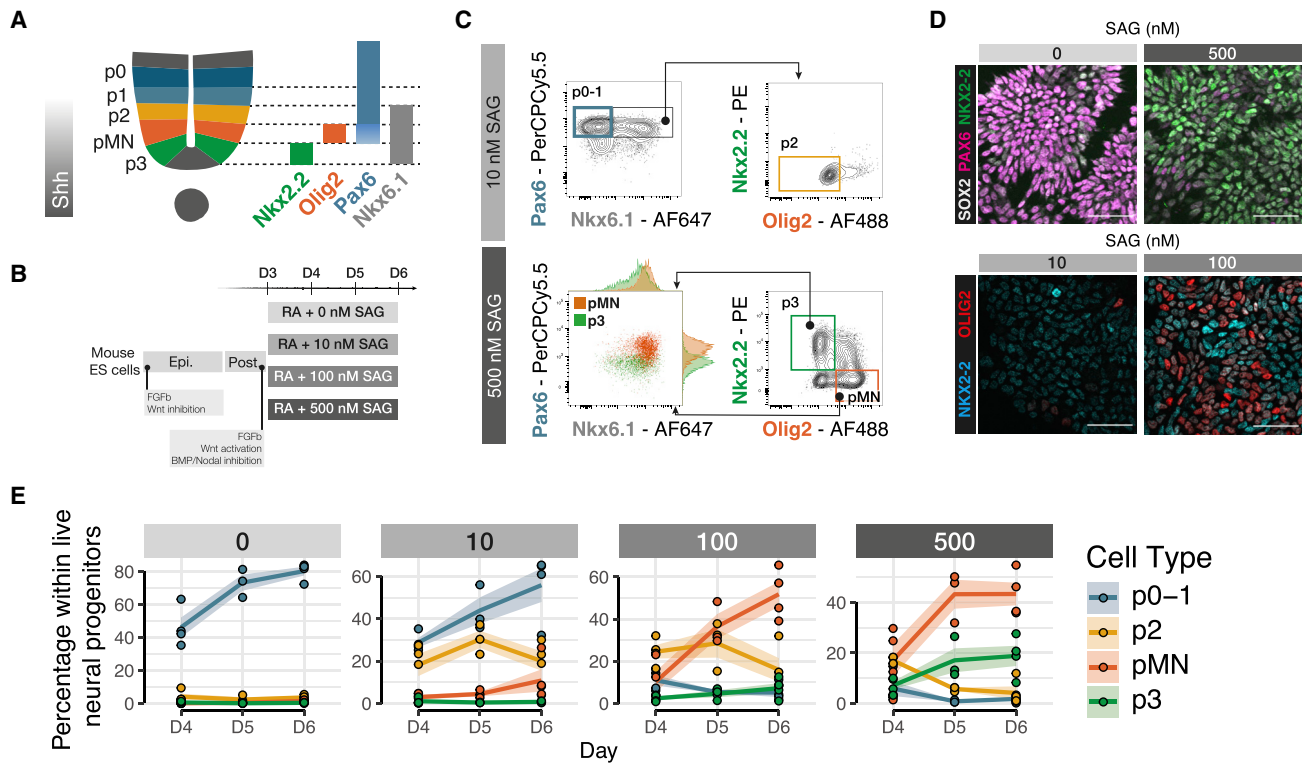 A
p0
p1
p2
pMN
p3
Shh
Nkx2.2
Olig2
Pax6
Nkx6.1
B
D3 D4 D5 D6
RA + 0 nM SAG
RA + 10 nM SAG
RA + 100 nM SAG
RA + 500 nM SAG
Mouse
ES cells
Epi.
Post.
FGFb
Wnt inhibition
FGFb
Wnt activation
BMP/Nodal inhibition
C
10 nM SAG
Pax6 - PerCPCy5.5
p0-1
Nkx6.1 - AF647
Nkx2.2 - PE
p2
Olig2 - AF488
500 nM SAG
Pax6 - PerCPCy5.5
pMN
p3
Nkx6.1 - AF647
Nkx2.2 - PE
p3
pMN
Olig2 - AF488
D
SAG (nM)
0 500
SOX2 PAX6 NKX2-2
SAG (nM)
10 100
NKX2-2 OLIG2
E
Percentage within live
neural progenitors
0
80
60
40
20
0
D4 D5 D6
10
60
40
20
0
D4 D5 D6
100
60
40
20
0
D4 D5 D6
500
40
20
0
D4 D5 D6
Day
Cell Type
p0-1
p2
pMN
p3